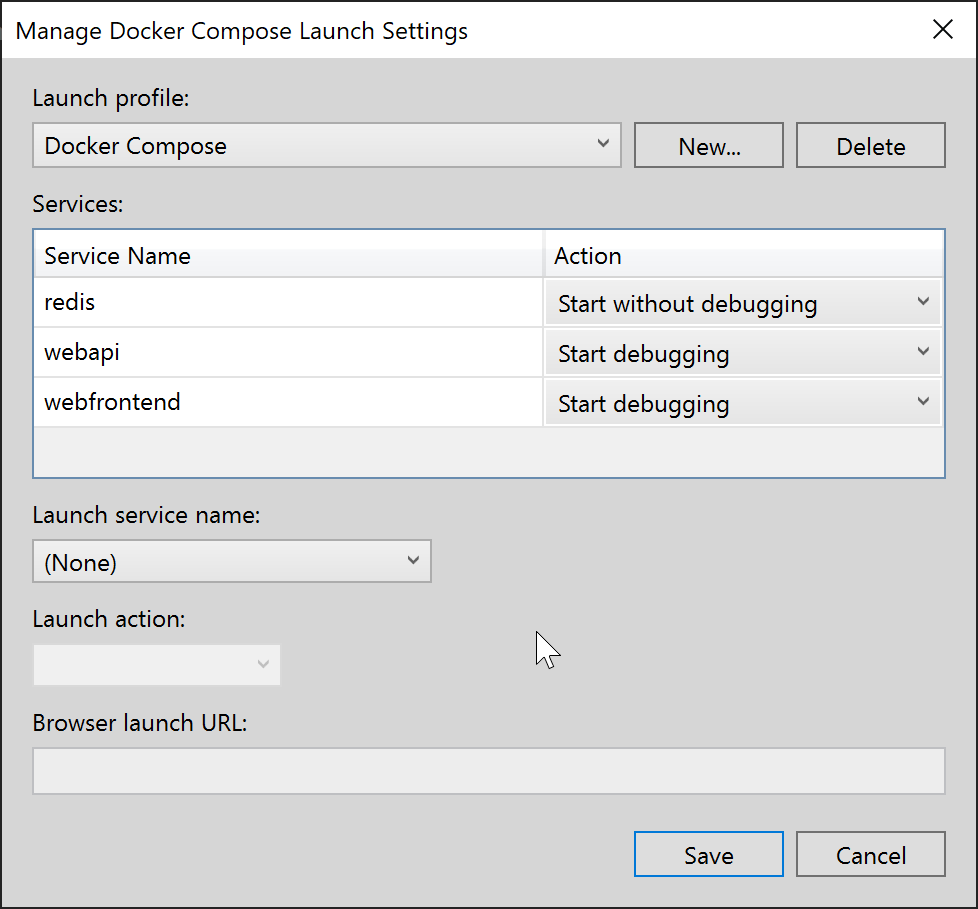 Manage Docker Compose Launch Settings
Launch profile:
Docker Compose
New...
Delete
Services:
Service Name
Action
redis
Start without debugging
webapi
Start debugging
webfrontend
Start debugging
Launch service name:
(None)
Launch action:
Browser launch URL:
Save
Cancel